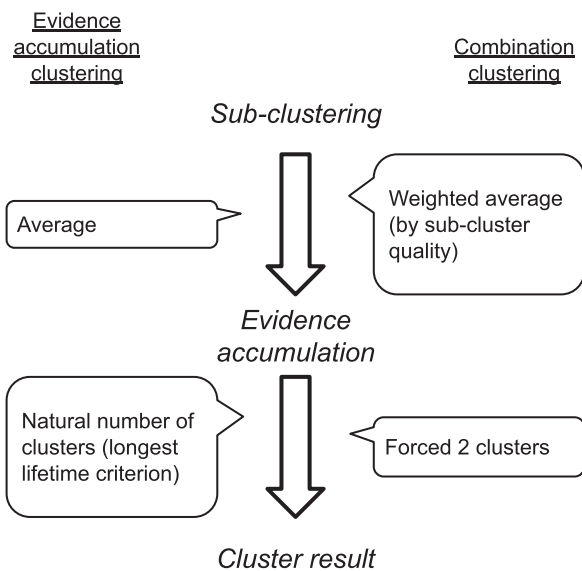 Evidence
accumulation
clustering
Combination
clustering
Sub-clustering
Average
Weighted average
(by sub-cluster
quality)
Evidence
accumulation
Natural number of
clusters (longest
lifetime criterion)
Forced 2 clusters
Cluster result